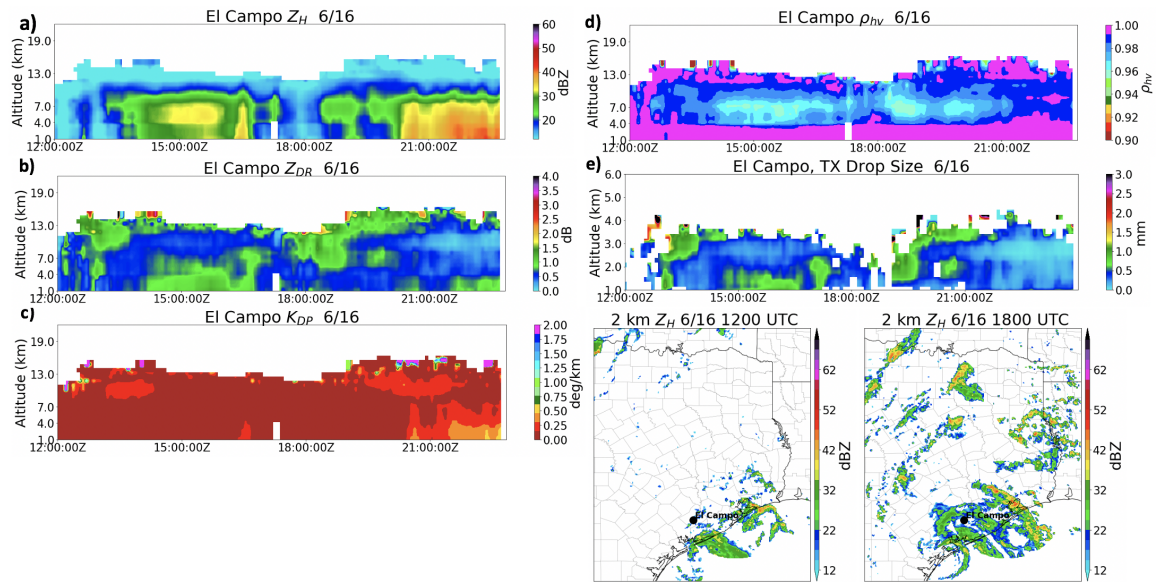 a)
El Campo Z_H 6/16
Altitude (km)
19.0
13.0
7.0
4.0
1.0
12:00:00Z 15:00:00Z 18:00:00Z 21:00:00Z
60
50
40
30
20
dBZ
b)
El Campo Z_DR 6/16
Altitude (km)
19.0
13.0
7.0
4.0
1.0
12:00:00Z 15:00:00Z 18:00:00Z 21:00:00Z
4.0
3.5
3.0
2.5
2.0
1.5
1.0
0.5
0.0
dB
c)
El Campo K_DP 6/16
Altitude (km)
19.0
13.0
7.0
4.0
1.0
12:00:00Z 15:00:00Z 18:00:00Z 21:00:00Z
2.00
1.75
1.50
1.25
1.00
0.75
0.50
0.25
0.00
deg/km
d)
El Campo ρ_hv 6/16
Altitude (km)
19.0
13.0
7.0
4.0
1.0
12:00:00Z 15:00:00Z 18:00:00Z 21:00:00Z
1.00
0.98
0.96
0.94
0.92
0.90
ρ_hv
e)
El Campo, TX Drop Size 6/16
Altitude (km)
6.0
5.0
4.0
3.0
2.0
1.0
12:00:00Z 15:00:00Z 18:00:00Z 21:00:00Z
3.0
2.5
2.0
1.5
1.0
0.5
0.0
mm
2 km Z_H 6/16 1200 UTC
El Campo
62
52
42
32
22
12
dBZ
2 km Z_H 6/16 1800 UTC
El Campo
62
52
42
32
22
12
dBZ